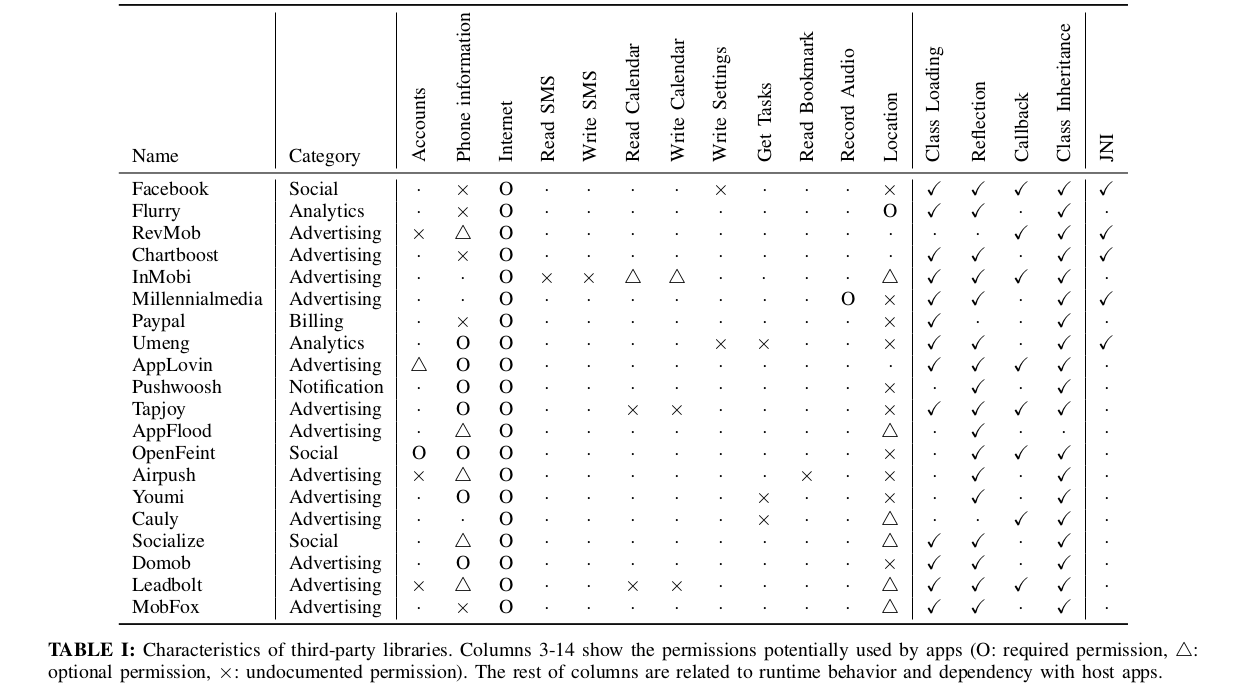 Name Category Accounts Phone information Internet Read SMS Write SMS Read Calendar Write Calendar Write Settings Get Tasks Read Bookmark Record Audio Location Class Loading Reflection Callback Class Inheritance JNI
Facebook Social · × O · · · · × · · · × ✓ ✓ ✓ ✓ ✓
Flurry Analytics · × O · · · · · · · · O ✓ ✓ · ✓ ·
RevMob Advertising × △ O · · · · · · · · · · · ✓ ✓ ✓
Chartboost Advertising · × O · · · · · · · · · ✓ ✓ · ✓ ✓
InMobi Advertising · · O × × △ △ · · · · △ ✓ ✓ ✓ ✓ ·
Millennialmedia Advertising · · O · · · · · · · O × ✓ ✓ · ✓ ✓
Paypal Billing · × O · · · · · · · · × ✓ · · ✓ ·
Umeng Analytics · O O · · · · × × · · × ✓ ✓ · ✓ ✓
AppLovin Advertising △ O O · · · · · · · · · ✓ ✓ ✓ ✓ ·
Pushwoosh Notification · O O · · · · · · · · × · ✓ · ✓ ·
Tapjoy Advertising · O O · · × × · · · · × ✓ ✓ ✓ ✓ ·
AppFlood Advertising · △ O · · · · · · · · △ · ✓ · · ·
OpenFeint Social O O O · · · · · · · · × · ✓ ✓ ✓ ·
Airpush Advertising × △ O · · · · · · × · × · ✓ · ✓ ·
Youmi Advertising · O O · · · · · × · · × · ✓ · ✓ ·
Cauly Advertising · · O · · · · · × · · △ · · ✓ ✓ ·
Socialize Social · △ O · · · · · · · · △ ✓ ✓ · ✓ ·
Domob Advertising · O O · · · · · · · · × ✓ ✓ · ✓ ·
Leadbolt Advertising × △ O · · × × · · · · △ ✓ ✓ ✓ ✓ ·
MobFox Advertising · × O · · · · · · · · △ ✓ ✓ · ✓ ·
TABLE I: Characteristics of third-party libraries. Columns 3-14 show the permissions potentially used by apps (O: required permission, △:
optional permission, ×: undocumented permission). The rest of columns are related to runtime behavior and dependency with host apps.